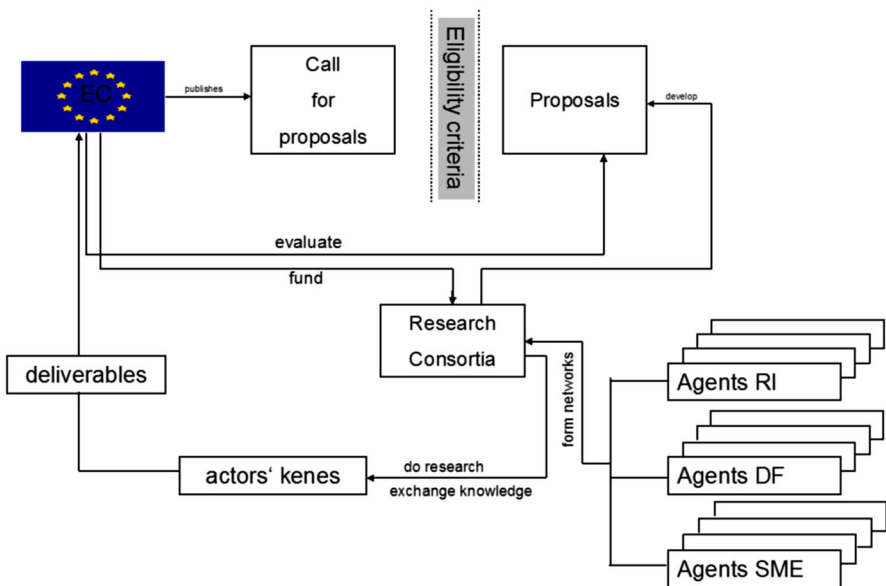 EC
publishes
Call
for
proposals
Eligibility criteria
Proposals
develop
evaluate
fund
Research
Consortia
form networks
deliverables
actors‘ kenes
do research
exchange knowledge
Agents RI
Agents DF
Agents SME